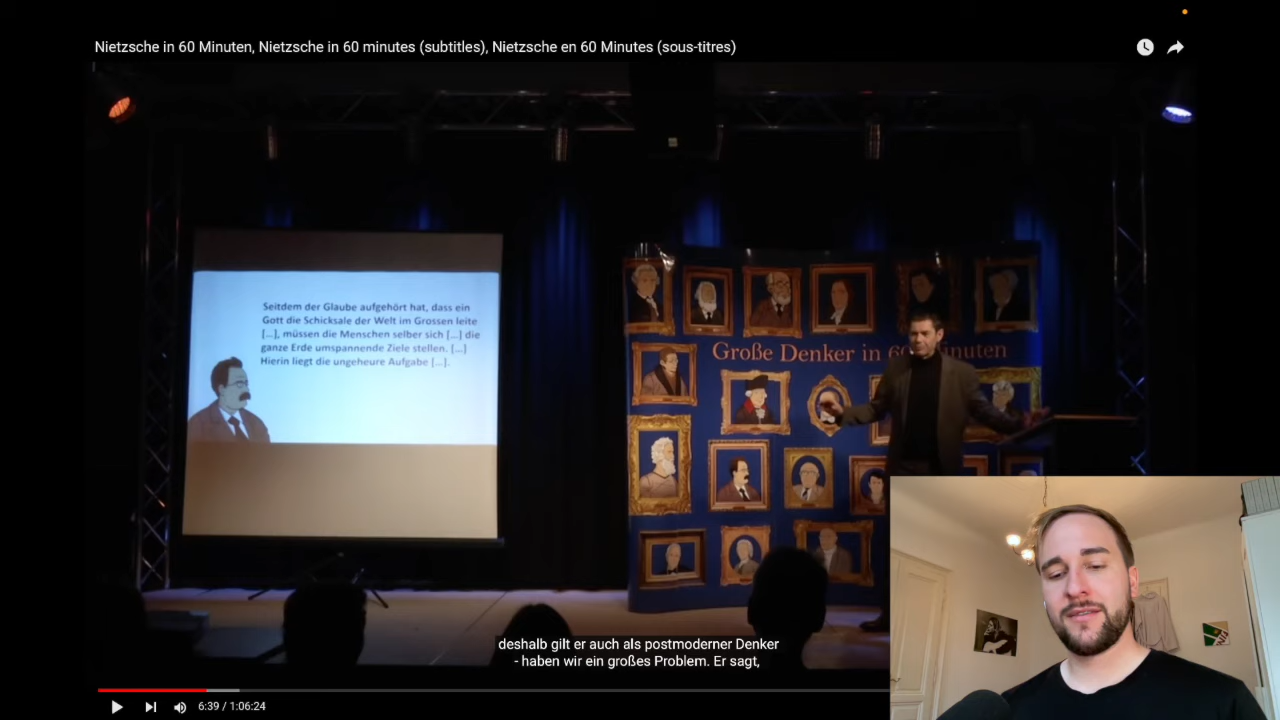 Nietzsche in 60 Minuten, Nietzsche in 60 minutes (subtitles), Nietzsche en 60 Minutes (sous-titres)
Seitdem der Glaube aufgehört hat, dass ein
Gott die Schicksale der Welt im Grossen leite
[...], müssen die Menschen selber sich [...] die
ganze Erde umspannende Ziele stellen. [...]
Hierin liegt die ungeheure Aufgabe [...].
Große Denker in 60 inuten
deshalb gilt er auch als postmoderner Denker
- haben wir ein großes Problem. Er sagt,
6:39 / 1:06:24